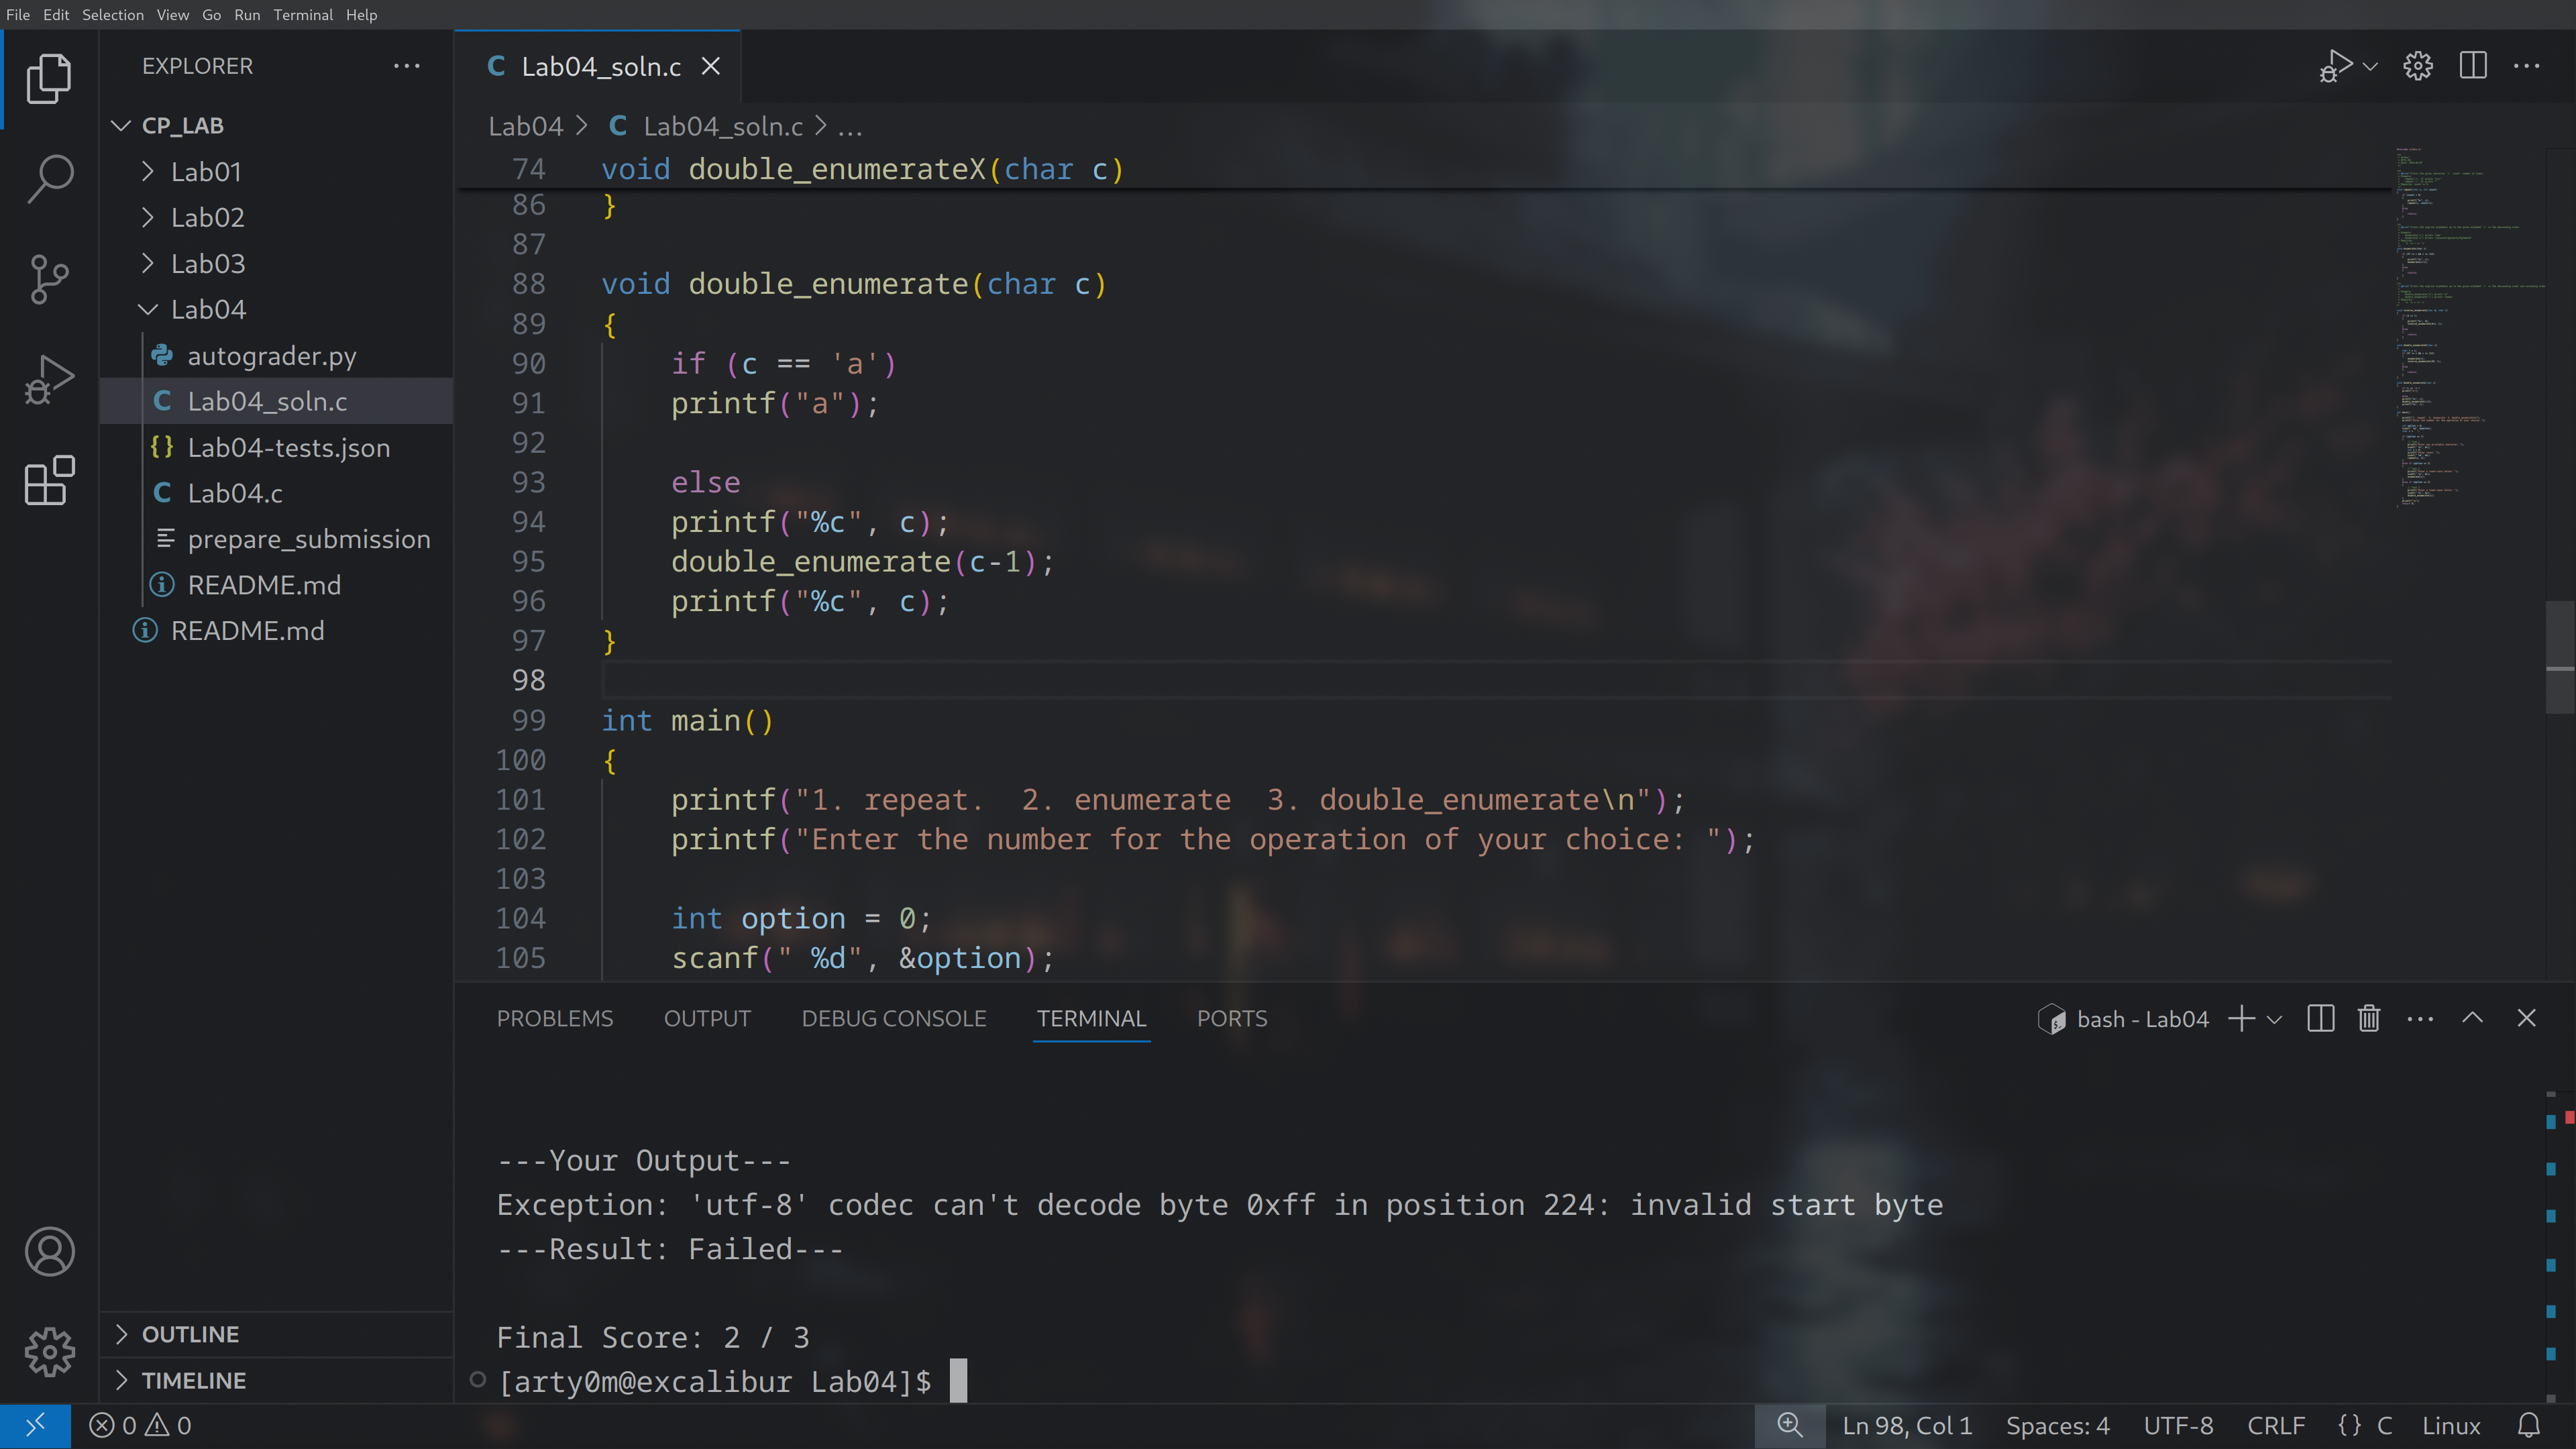 File Edit Selection View Go Run Terminal Help
EXPLORER
CP_LAB
Lab01
Lab02
Lab03
Lab04
autograder.py
Lab04_soln.c
Lab04-tests.json
Lab04.c
prepare_submission
README.md
README.md
OUTLINE
TIMELINE
C Lab04_soln.c
Lab04 > C Lab04_soln.c > ...
74 void double_enumerateX(char c)
86 }
87
88 void double_enumerate(char c)
89 {
90 if (c == 'a')
91 printf("a");
92
93 else
94 printf("%c", c);
95 double_enumerate(c-1);
96 printf("%c", c);
97 }
98
99 int main()
100 {
101 printf("1. repeat.  2. enumerate  3. double_enumerate\n");
102 printf("Enter the number for the operation of your choice: ");
103
104 int option = 0;
105 scanf(" %d", &option);
PROBLEMS OUTPUT DEBUG CONSOLE TERMINAL PORTS
bash - Lab04
---Your Output---
Exception: 'utf-8' codec can't decode byte 0xff in position 224: invalid start byte
---Result: Failed---
Final Score: 2 / 3
[arty0m@excalibur Lab04]$
0 0 Ln 98, Col 1 Spaces: 4 UTF-8 CRLF {} C Linux